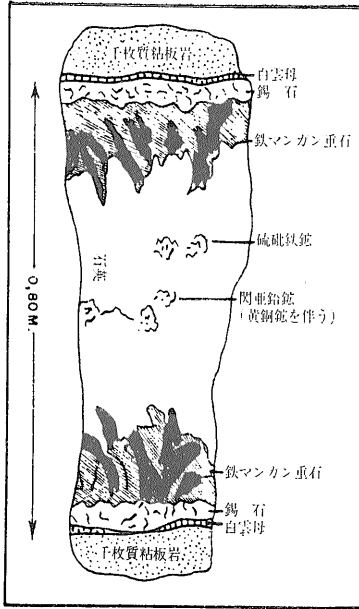 千枚質粘板岩
白雲母
錫石
鉄マンガン重石
硫砒鉄鉱
石英
閃亜鉛鉱
(黄銅鉱を伴う)
0,80 M.
鉄マンガン重石
錫石
白雲母
千枚質粘板岩